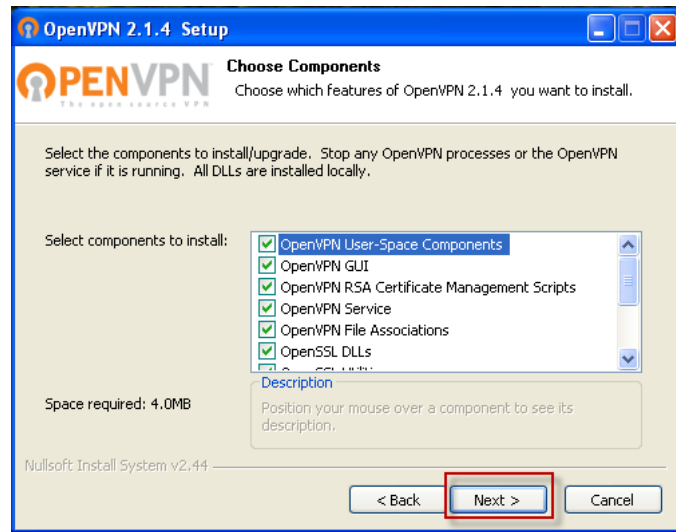 OpenVPN 2.1.4 Setup
OPENVPN
The open source VPN
Choose Components
Choose which features of OpenVPN 2.1.4 you want to install.
Select the components to install/upgrade. Stop any OpenVPN processes or the OpenVPN
service if it is running. All DLLs are installed locally.
Select components to install:
OpenVPN User-Space Components
OpenVPN GUI
OpenVPN RSA Certificate Management Scripts
OpenVPN Service
OpenVPN File Associations
OpenSSL DLLs
Space required: 4.0MB
Description
Position your mouse over a component to see its
description.
Nullsoft Install System v2.44
< Back
Next >
Cancel